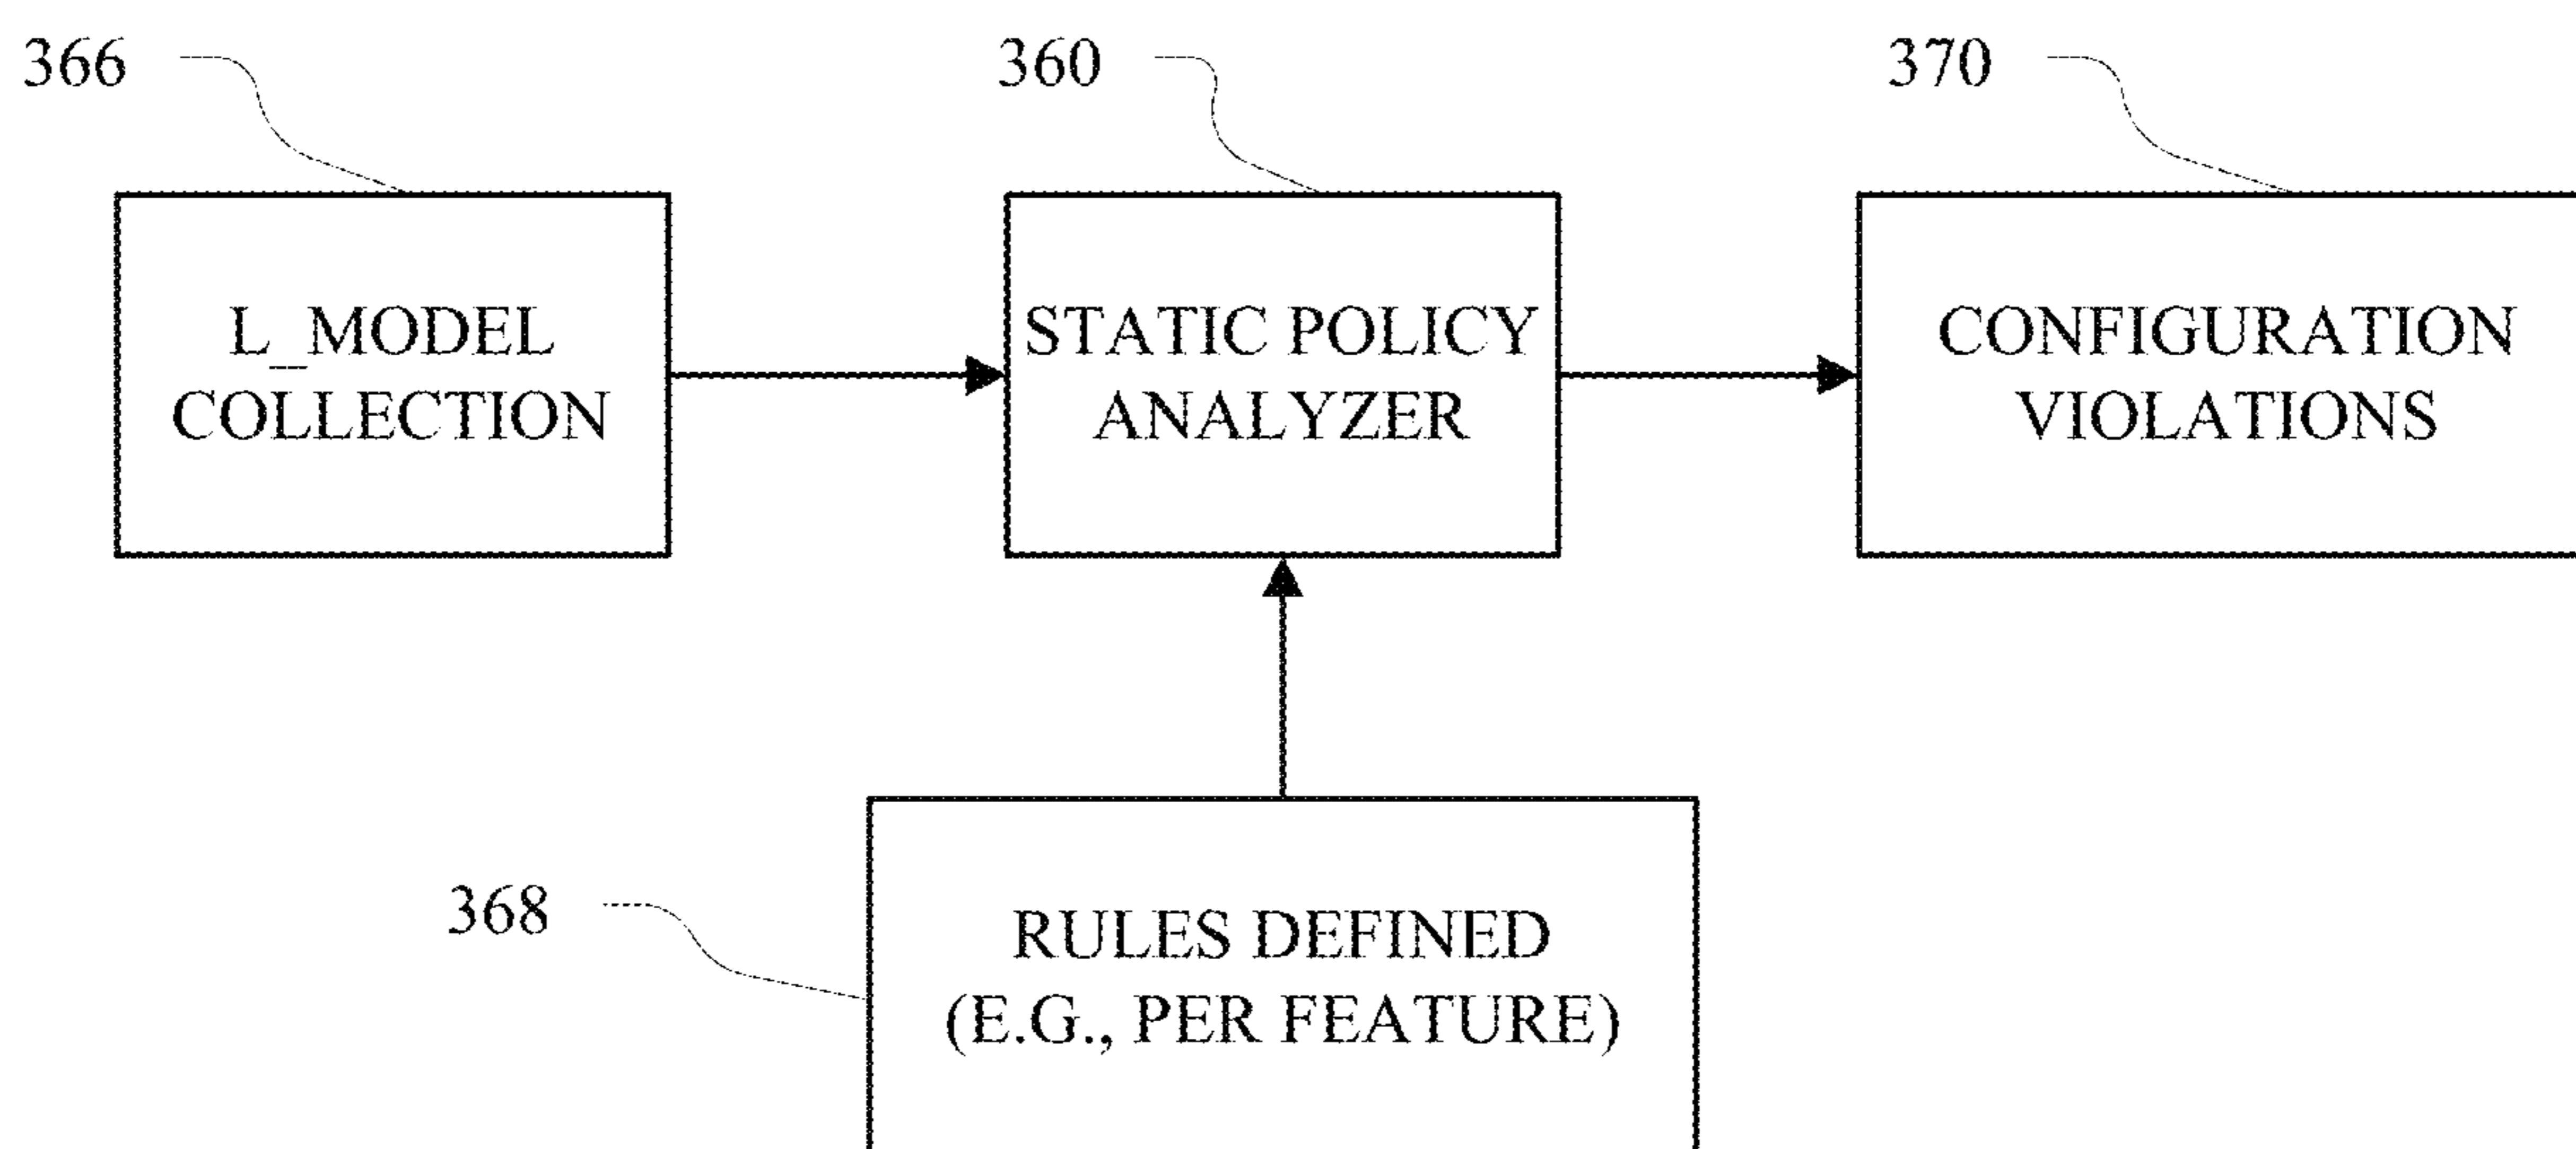 366
360
370
L_MODEL
COLLECTION
STATIC POLICY
ANALYZER
CONFIGURATION
VIOLATIONS
368
RULES DEFINED
(E.G., PER FEATURE)